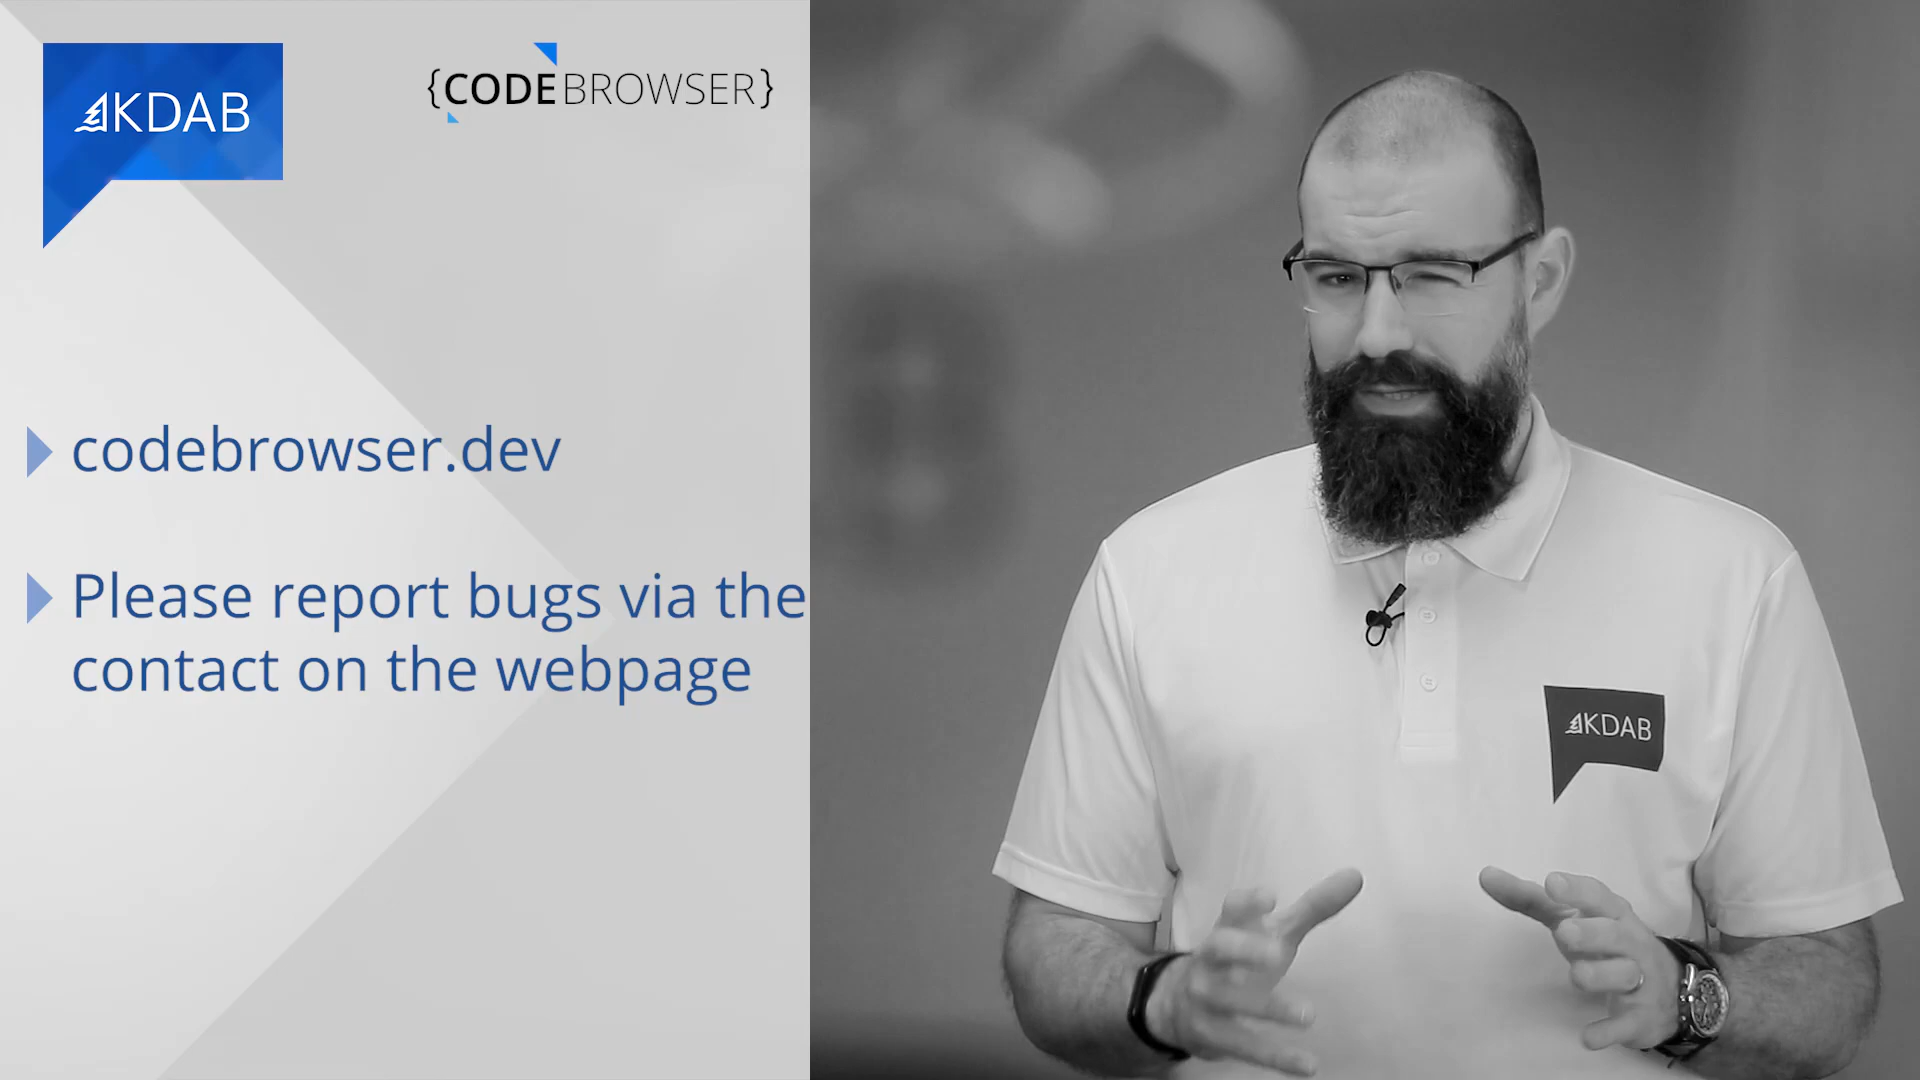 KDAB
{CODEBROWSER}
codebrowser.dev
Please report bugs via the
contact on the webpage
KDAB